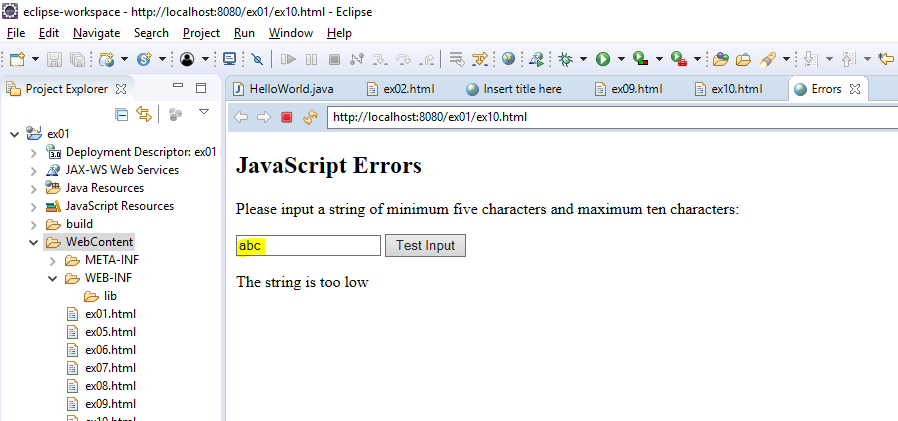 eclipse-workspace - http://localhost:8080/ex01/ex10.html - Eclipse
File Edit Navigate Search Project Run Window Help
Project Explorer
HelloWorld.java ex02.html Insert title here ex09.html ex10.html Errors
http://localhost:8080/ex01/ex10.html
ex01
3.0 Deployment Descriptor: ex01
JAX-WS Web Services
Java Resources
JavaScript Resources
build
WebContent
META-INF
WEB-INF
lib
ex01.html
ex05.html
ex06.html
ex07.html
ex08.html
ex09.html
ex10.html
JavaScript Errors
Please input a string of minimum five characters and maximum ten characters:
abc Test Input
The string is too low